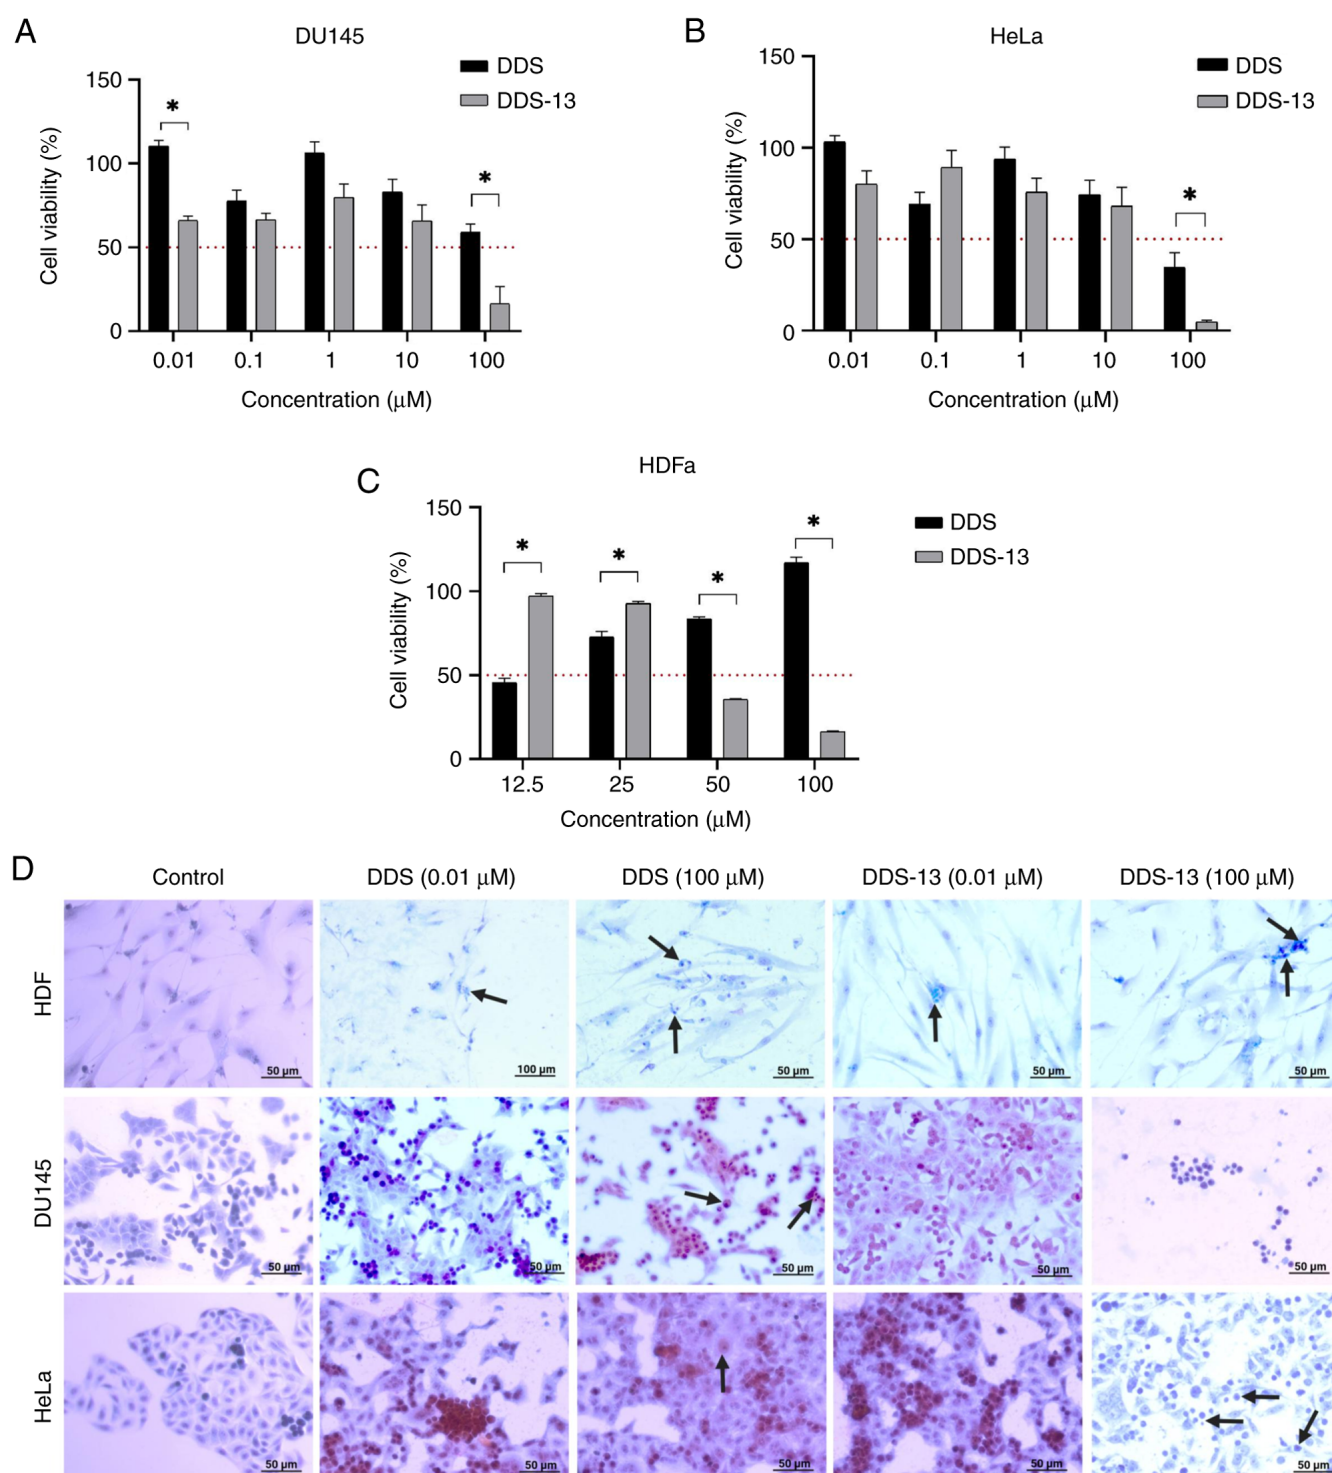 A
DU145
DDS
DDS-13
Cell viability (%)
150
100
50
0
*
*
0.01 0.1 1 10 100
Concentration (μM)
B
HeLa
DDS
DDS-13
Cell viability (%)
150
100
50
0
*
0.01 0.1 1 10 100
Concentration (μM)
C
HDFa
DDS
DDS-13
Cell viability (%)
150
100
50
0
* * * *
12.5 25 50 100
Concentration (μM)
D
Control DDS (0.01 μM) DDS (100 μM) DDS-13 (0.01 μM) DDS-13 (100 μM)
HDF
50 μm 100 μm 50 μm 50 μm 50 μm
DU145
50 μm 50 μm 50 μm 50 μm 50 μm
HeLa
50 μm 50 μm 50 μm 50 μm 50 μm